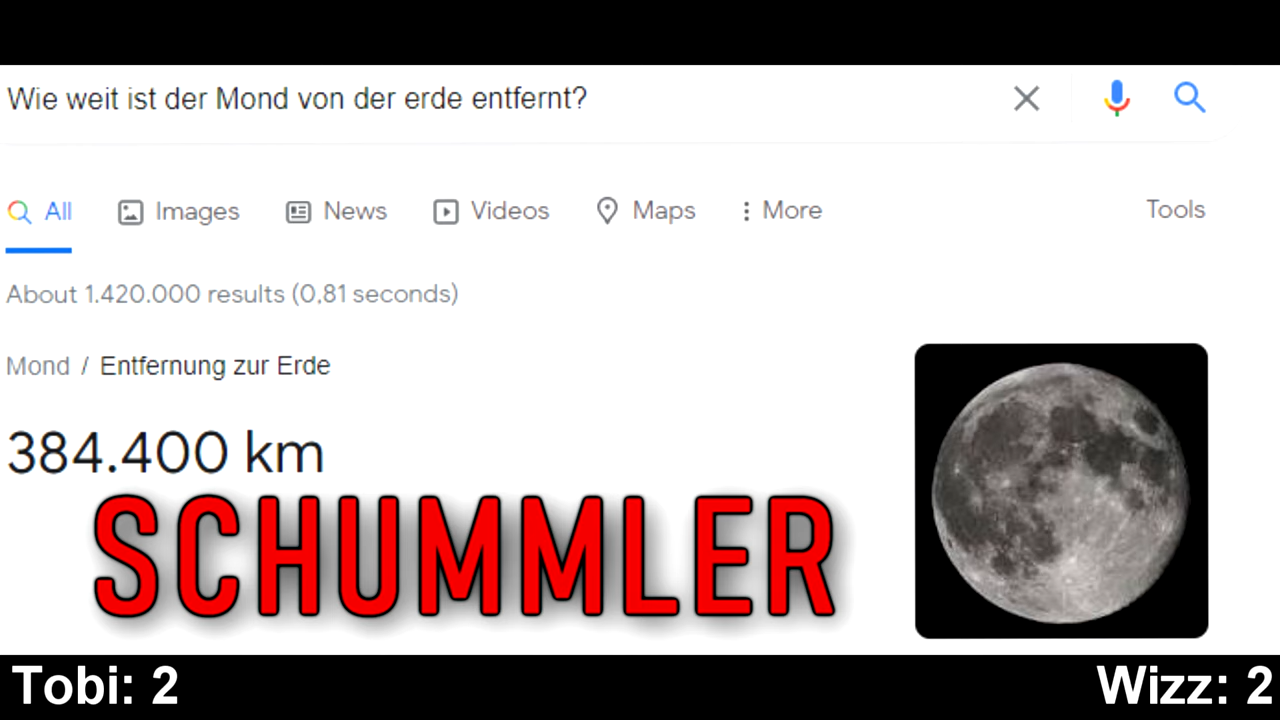 Wie weit ist der Mond von der erde entfernt?
All Images News Videos Maps More Tools
About 1.420.000 results (0,81 seconds)
Mond / Entfernung zur Erde
384.400 km
SCHUMMLER
Tobi: 2 Wizz: 2